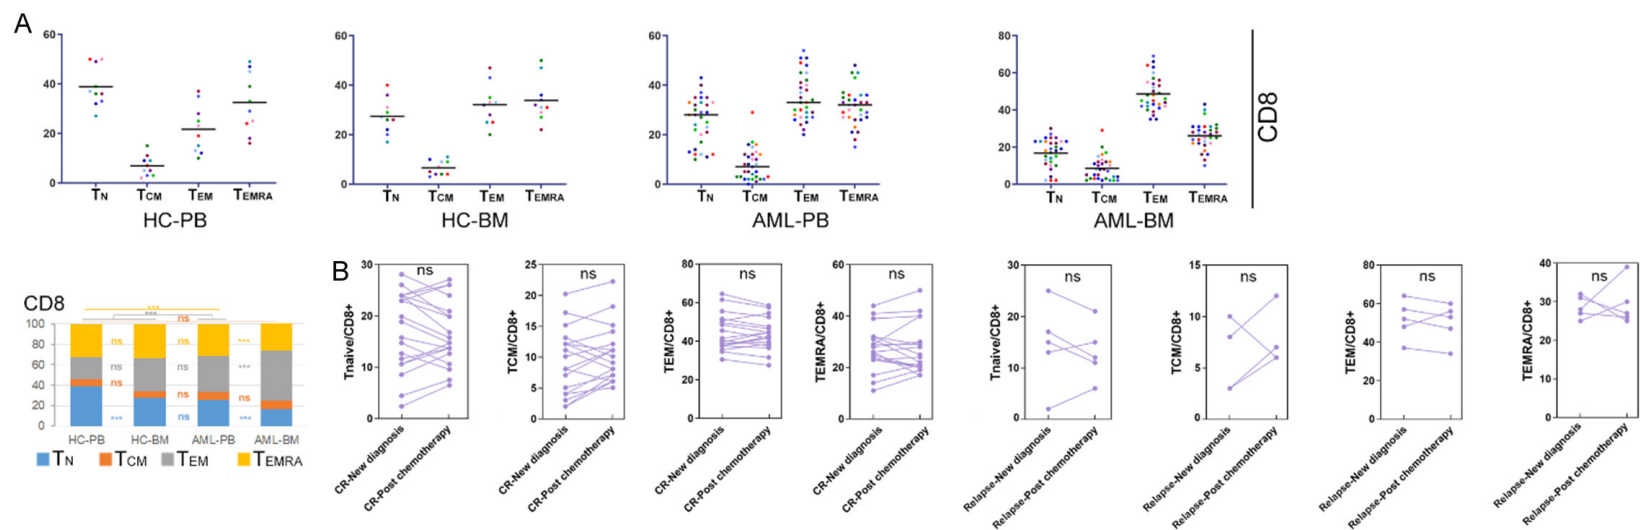 A
60
40
20
0
TN
TCM
TEM
TEMRA
HC-PB
60
40
20
0
TN
TCM
TEM
TEMRA
HC-BM
60
40
20
0
TN
TCM
TEM
TEMRA
AML-PB
80
60
40
20
0
TN
TCM
TEM
TEMRA
AML-BM
CD8
CD8
100
80
60
40
20
0
***
***
ns
ns
ns
***
ns
ns
***
ns
ns
ns
***
ns
***
HC-PB
HC-BM
AML-PB
AML-BM
TN
TCM
TEM
TEMRA
B
ns
30
20
10
0
Tnaive/CD8+
CR-New diagnosis
CR-Post chemotherapy
ns
25
20
15
10
5
0
TCM/CD8+
CR-New diagnosis
CR-Post chemotherapy
ns
80
60
40
20
0
TEM/CD8+
CR-New diagnosis
CR-Post chemotherapy
ns
60
40
20
0
TEMRA/CD8+
CR-New diagnosis
CR-Post chemotherapy
ns
30
20
10
0
Tnaive/CD8+
Relapse-New diagnosis
Relapse-Post chemotherapy
ns
15
10
5
0
TCM/CD8+
Relapse-New diagnosis
Relapse-Post chemotherapy
ns
80
60
40
20
0
TEM/CD8+
Relapse-New diagnosis
Relapse-Post chemotherapy
ns
40
30
20
10
0
TEMRA/CD8+
Relapse-New diagnosis
Relapse-Post chemotherapy